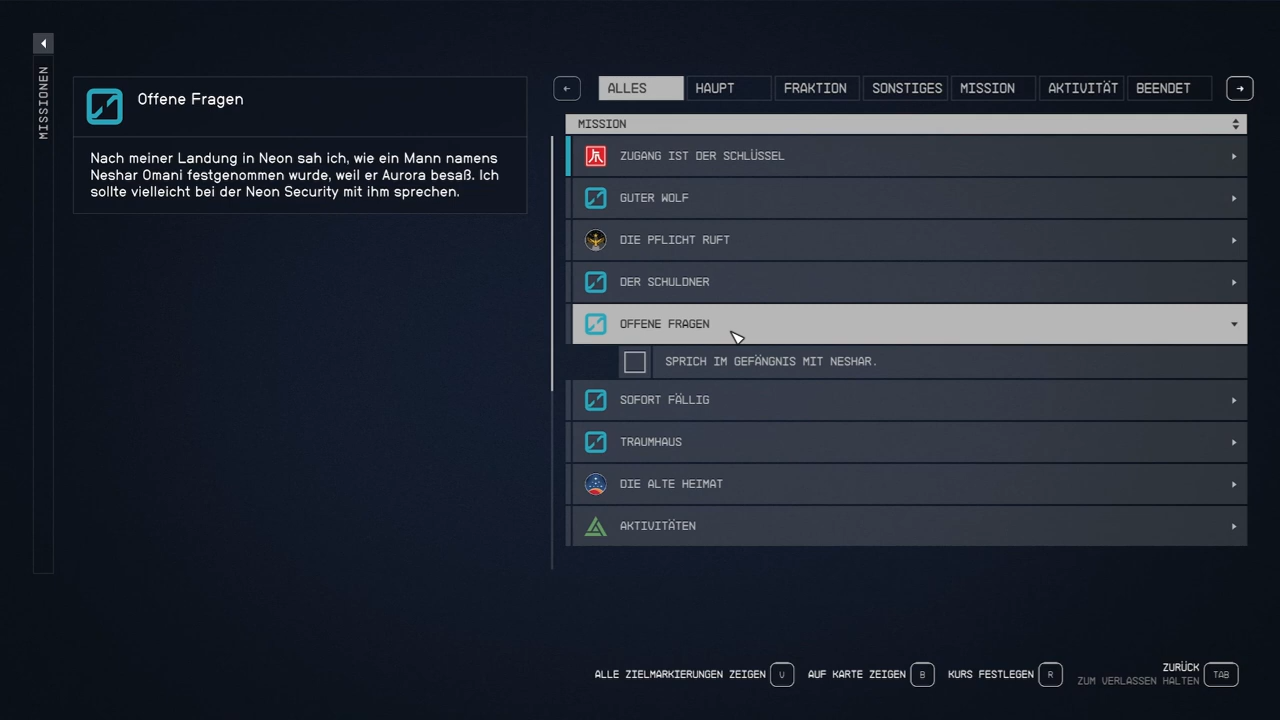 MISSIONEN
Offene Fragen
Nach meiner Landung in Neon sah ich, wie ein Mann namens
Neshar Omani festgenommen wurde, weil er Aurora besaß. Ich
sollte vielleicht bei der Neon Security mit ihm sprechen.
ALLES HAUPT FRAKTION SONSTIGES MISSION AKTIVITÄT BEENDET
MISSION
ZUGANG IST DER SCHLÜSSEL
GUTER WOLF
DIE PFLICHT RUFT
DER SCHULDNER
OFFENE FRAGEN
SPRICH IM GEFÄNGNIS MIT NESHAR.
SOFORT FÄLLIG
TRAUMHAUS
DIE ALTE HEIMAT
AKTIVITÄTEN
ALLE ZIELMARKIERUNGEN ZEIGEN U AUF KARTE ZEIGEN B KURS FESTLEGEN R ZURÜCK TAB
ZUM VERLASSEN HALTEN